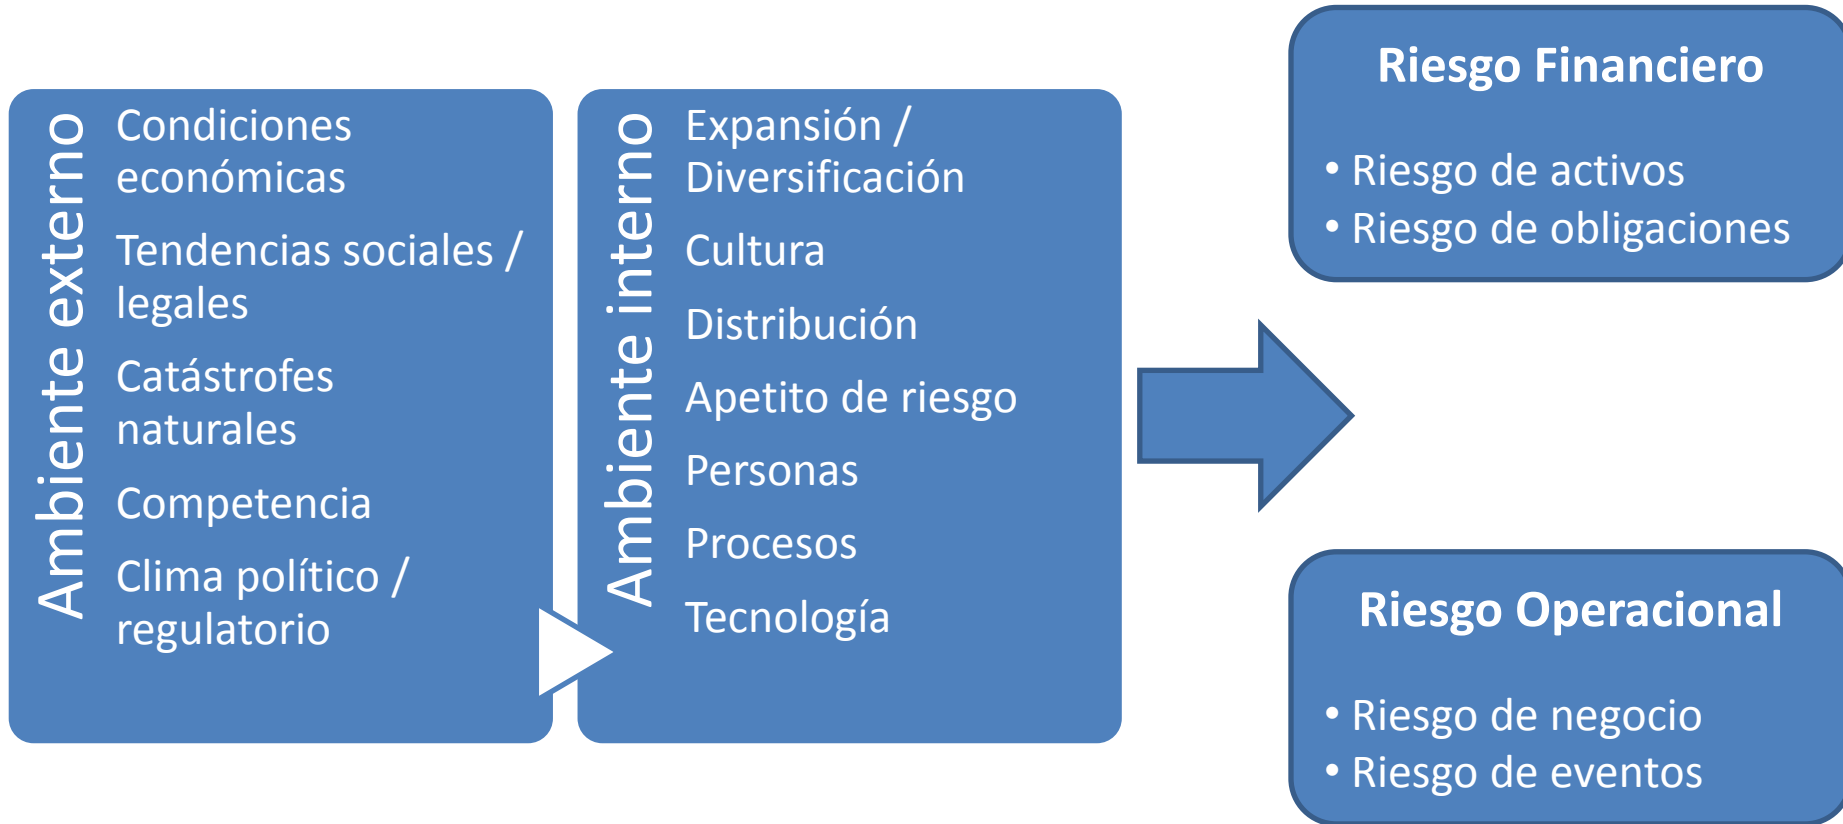 Ambiente externo
Condiciones
económicas
Tendencias sociales /
legales
Catástrofes
naturales
Competencia
Clima político /
regulatorio
Ambiente interno
Expansión /
Diversificación
Cultura
Distribución
Apetito de riesgo
Personas
Procesos
Tecnología
Riesgo Financiero
• Riesgo de activos
• Riesgo de obligaciones
Riesgo Operacional
• Riesgo de negocio
• Riesgo de eventos